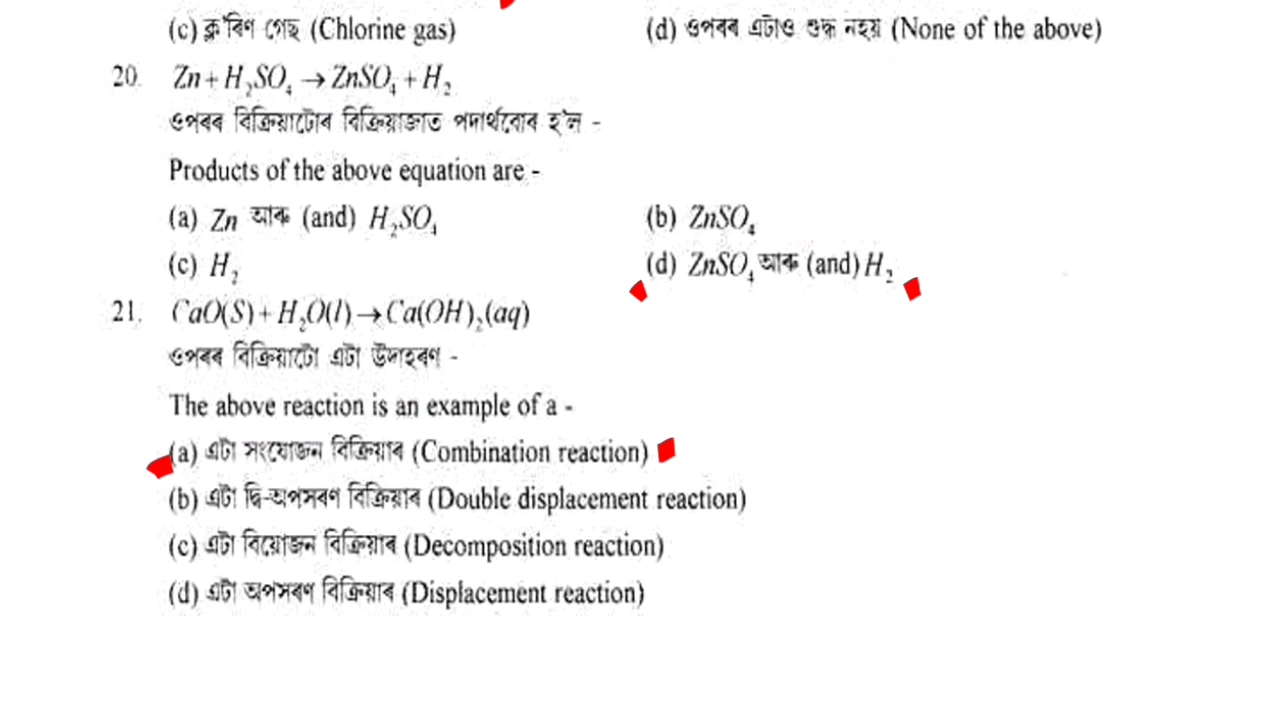 (c) ক্ল'ৰিণ গেছ (Chlorine gas) (d) ওপৰৰ এটাও শুদ্ধ নহয় (None of the above)
20. Zn + H₂SO₄ → ZnSO₄ + H₂
ওপৰৰ বিক্ৰিয়াটোৰ বিক্ৰিয়াজাত পদাৰ্থবোৰ হ'ল -
Products of the above equation are -
(a) Zn আৰু (and) H₂SO₄ (b) ZnSO₄
(c) H₂ (d) ZnSO₄ আৰু (and) H₂
21. CaO(S) + H₂O(l) → Ca(OH)₂(aq)
ওপৰৰ বিক্ৰিয়াটো এটা উদাহৰণ -
The above reaction is an example of a -
(a) এটা সংযোজন বিক্ৰিয়াৰ (Combination reaction)
(b) এটা দ্বি-অপসৰণ বিক্ৰিয়াৰ (Double displacement reaction)
(c) এটা বিয়োজন বিক্ৰিয়াৰ (Decomposition reaction)
(d) এটা অপসৰণ বিক্ৰিয়াৰ (Displacement reaction)